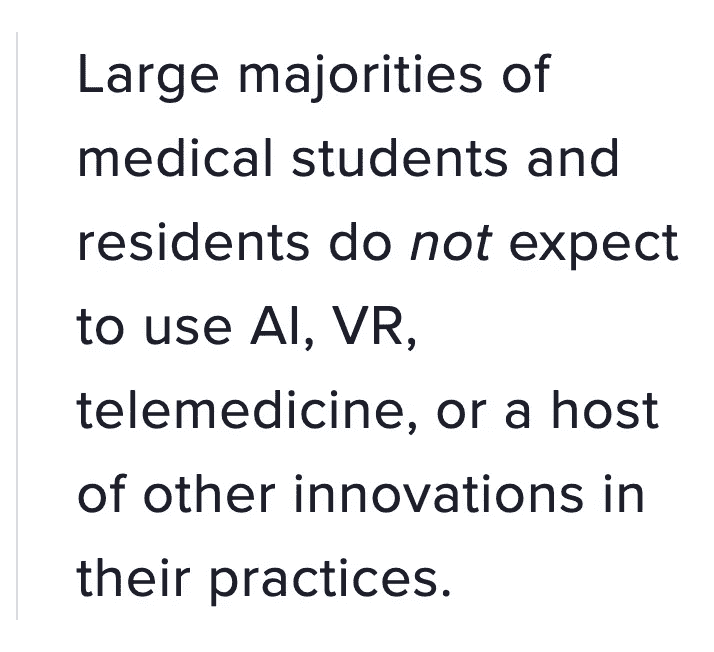 Large majorities of
medical students and
residents do not expect
to use AI, VR,
telemedicine, or a host
of other innovations in
their practices.